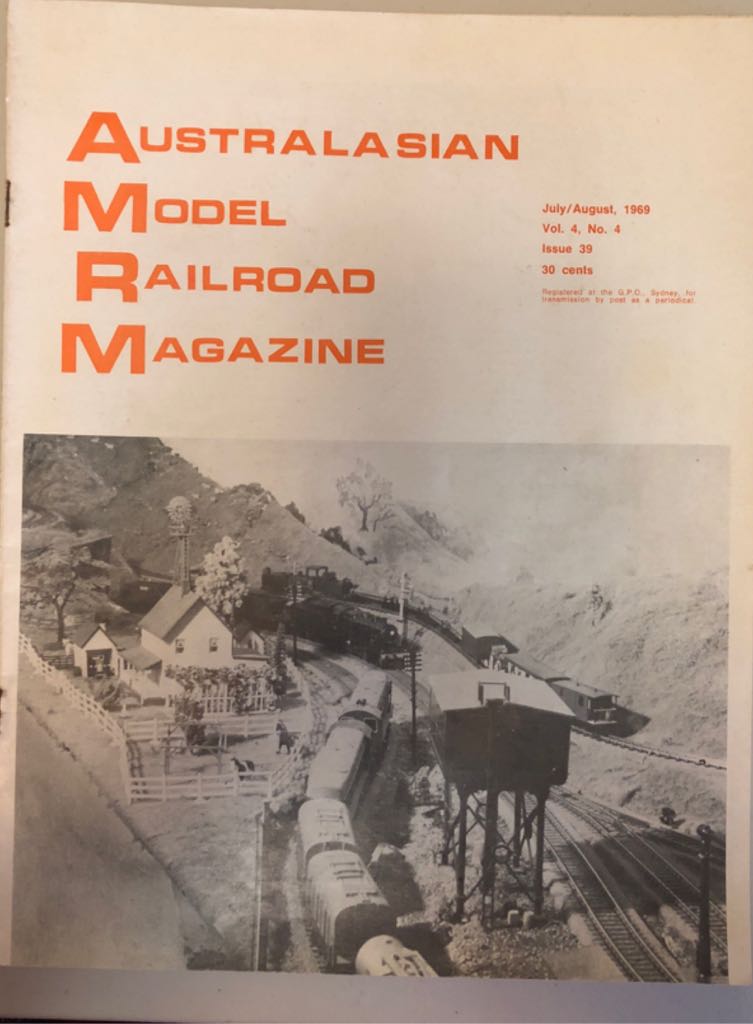 AUSTRALASIAN
MODEL
RAILROAD
MAGAZINE
July/August, 1969
Vol. 4, No. 4
Issue 39
30 cents
Registered at the G.P.O., Sydney, for
transmission by post as a periodical.